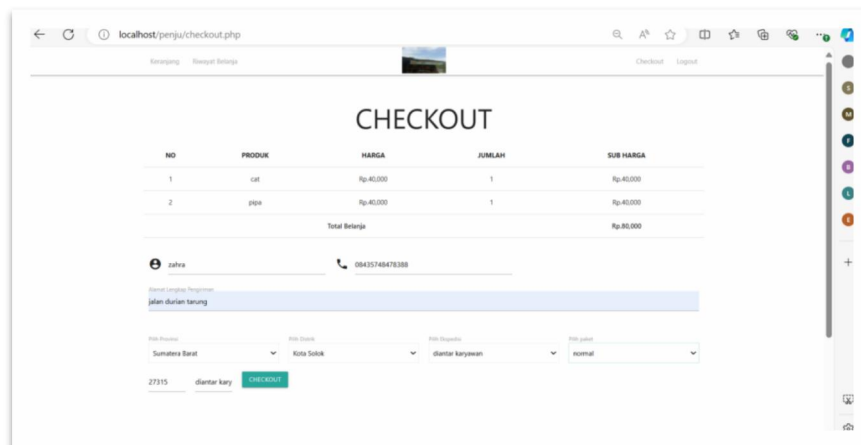 localhost/penju/checkout.php
Keranjang Riwayat Belanja Checkout Logout
CHECKOUT
NO PRODUK HARGA JUMLAH SUB HARGA
1 cat Rp.40,000 1 Rp.40,000
2 pipa Rp.40,000 1 Rp.40,000
Total Belanja Rp.80,000
zahra 08435748478388
Alamat Lengkap Pengiriman
jalan durian tarung
Pilih Provinsi Pilih Distrik Pilih Ekspedisi Pilih paket
Sumatera Barat Kota Solok diantar karyawan normal
27315 diantar kary CHECKOUT